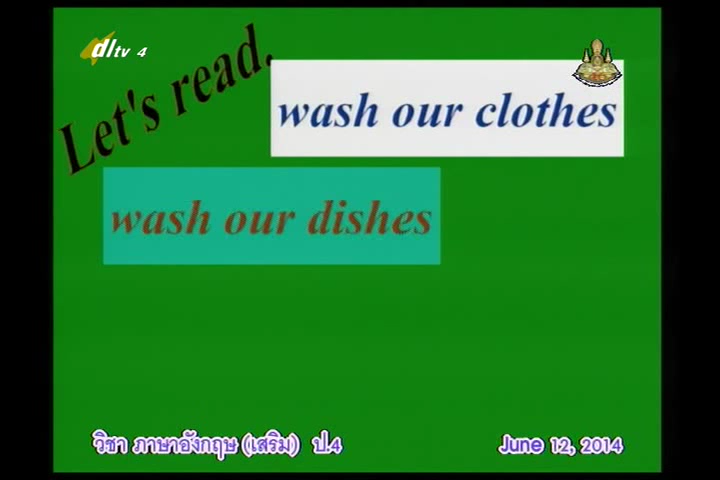 dltv 4
Let's read.
wash our clothes
wash our dishes
วิชา ภาษาอังกฤษ (เสริม) ป.4
June 12, 2014